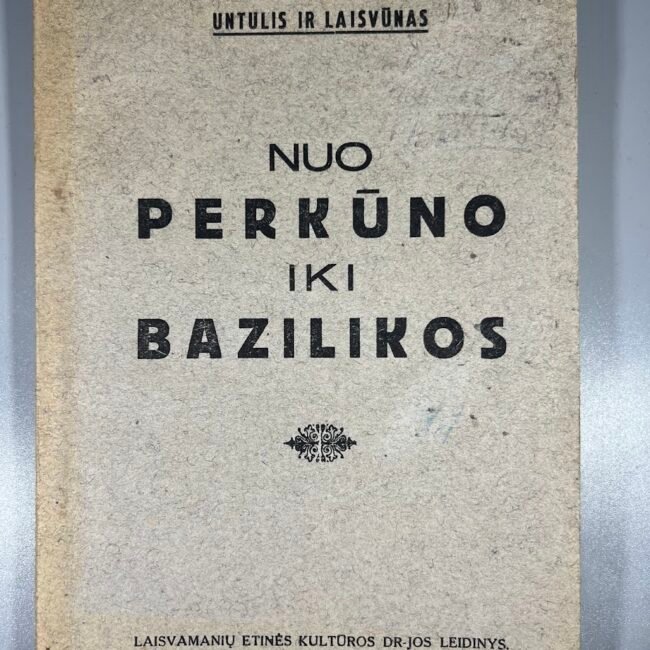 UNTULIS IR LAISVŪNAS
NUO
PERKŪNO
IKI
BAZILIKOS
LAISVAMANIŲ ETINĖS KULTŪROS DR-JOS LEIDINYS.